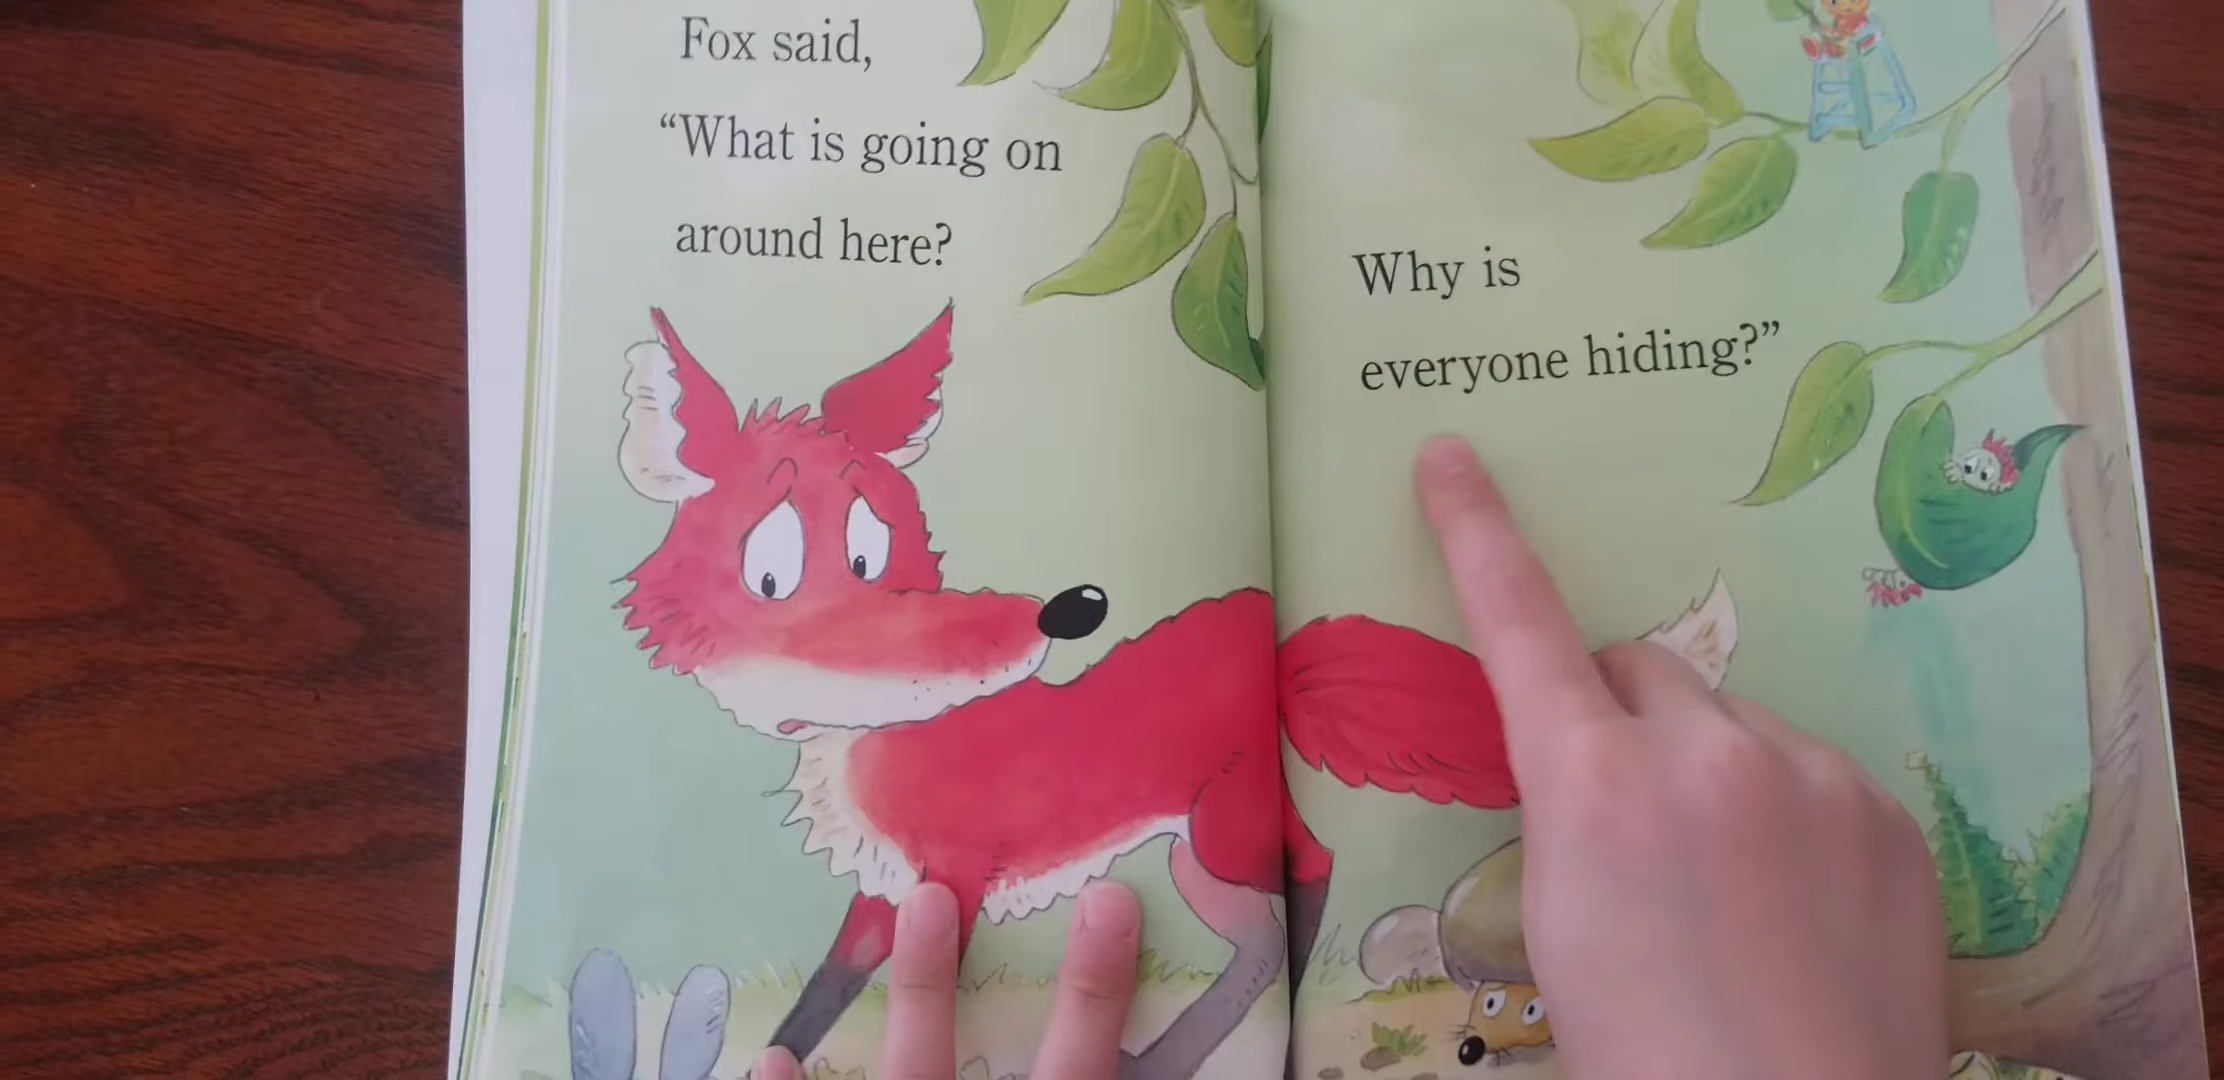 Fox said,
“What is going on
around here?
Why is
everyone hiding?”